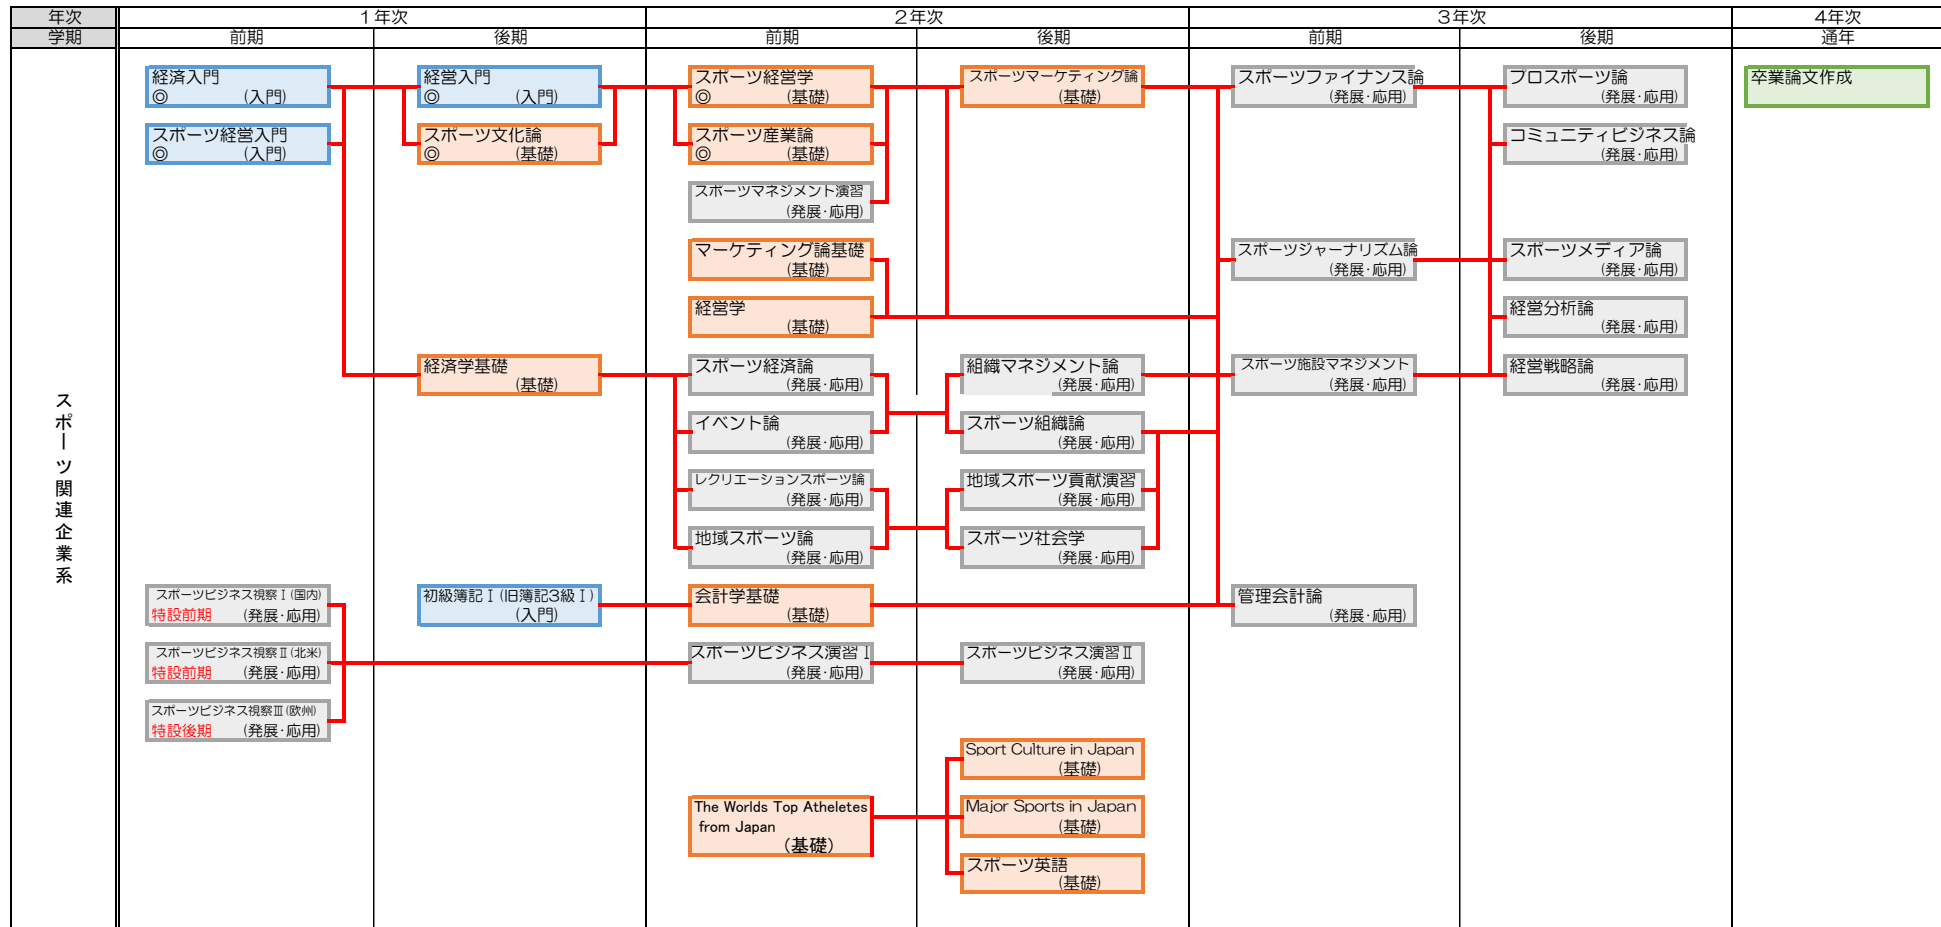 年次 １年次 ２年次 ３年次 ４年次
学期 前期 後期 前期 後期 前期 後期 通年
スポーツ関連企業系
経済入門
◎ (入門)
スポーツ経営入門
◎ (入門)
スポーツビジネス視察Ⅰ(国内)
特設前期 (発展･応用)
スポーツビジネス視察Ⅱ(北米)
特設前期 (発展･応用)
スポーツビジネス視察Ⅲ(欧州)
特設後期 (発展･応用)
経営入門
◎ (入門)
スポーツ文化論
◎ (基礎)
経済学基礎
(基礎)
初級簿記Ⅰ(旧簿記3級Ⅰ)
(入門)
スポーツ経営学
◎ (基礎)
スポーツ産業論
◎ (基礎)
スポーツマネジメント演習
(発展･応用)
マーケティング論基礎
(基礎)
経営学
(基礎)
スポーツ経済論
(発展･応用)
イベント論
(発展･応用)
レクリエーションスポーツ論
(発展･応用)
地域スポーツ論
(発展･応用)
会計学基礎
(基礎)
スポーツビジネス演習Ⅰ
(発展･応用)
The Worlds Top Atheletes
from Japan
(基礎)
スポーツマーケティング論
(基礎)
組織マネジメント論
(発展･応用)
スポーツ組織論
(発展･応用)
地域スポーツ貢献演習
(発展･応用)
スポーツ社会学
(発展･応用)
スポーツビジネス演習Ⅱ
(発展･応用)
Sport Culture in Japan
(基礎)
Major Sports in Japan
(基礎)
スポーツ英語
(基礎)
スポーツファイナンス論
(発展･応用)
スポーツジャーナリズム論
(発展･応用)
スポーツ施設マネジメント
(発展･応用)
管理会計論
(発展･応用)
プロスポーツ論
(発展･応用)
コミュニティビジネス論
(発展･応用)
スポーツメディア論
(発展･応用)
経営分析論
(発展･応用)
経営戦略論
(発展･応用)
卒業論文作成